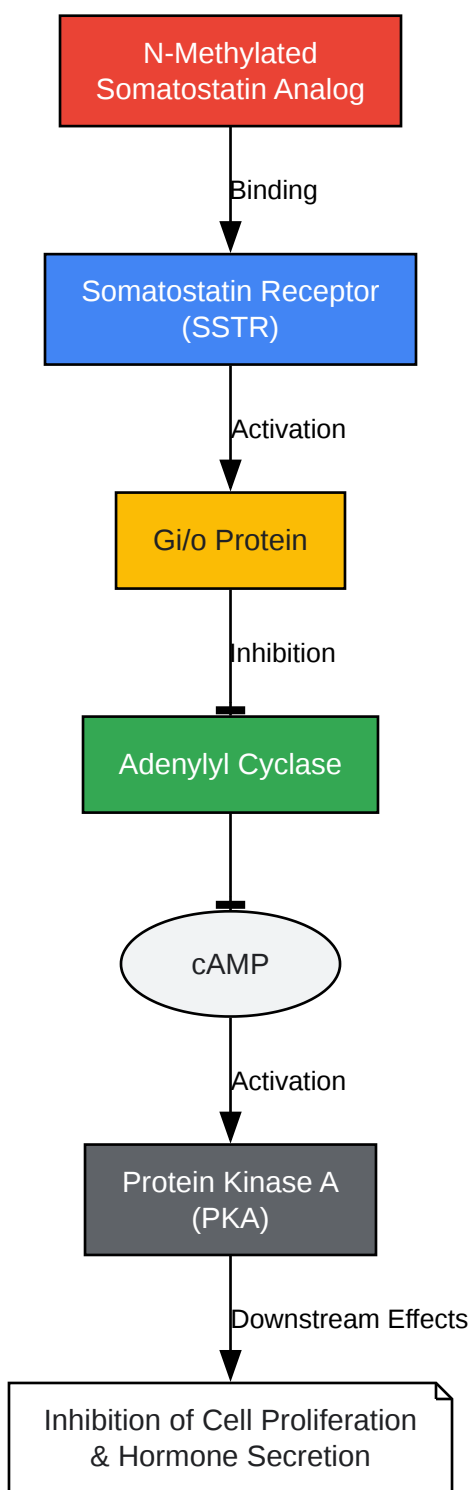 N-Methylated
Somatostatin Analog
Binding
Somatostatin Receptor
(SSTR)
Activation
Gi/o Protein
Inhibition
Adenylyl Cyclase
cAMP
Activation
Protein Kinase A
(PKA)
Downstream Effects
Inhibition of Cell Proliferation
& Hormone Secretion